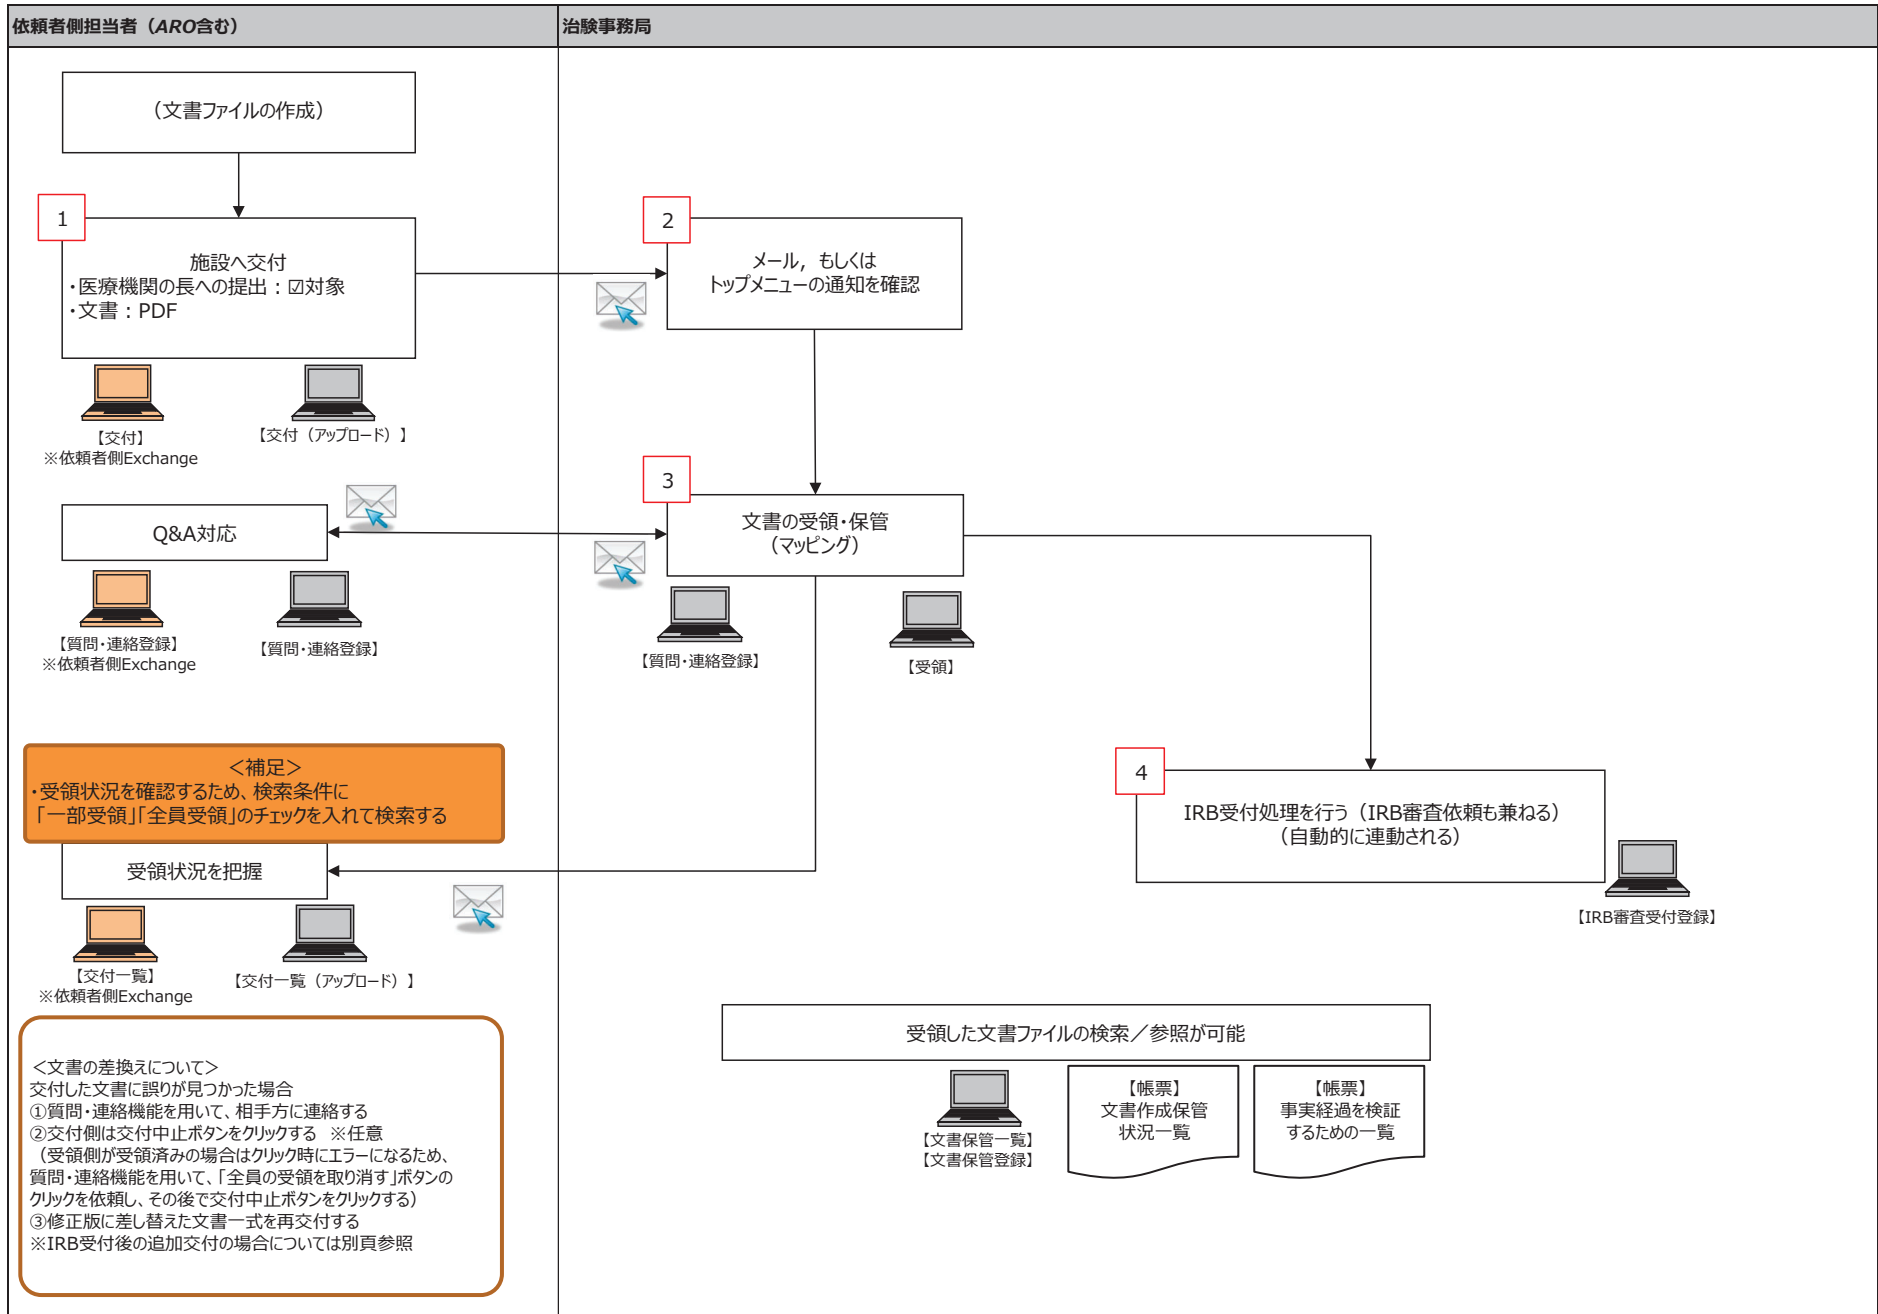 依頼者側担当者（ARO含む）
治験事務局
（文書ファイルの作成）
1
施設へ交付
・医療機関の長への提出：☑対象
・文書：PDF
【交付】
※依頼者側Exchange
【交付（アップロード）】
2
メール，もしくは
トップメニューの通知を確認
Q&A対応
【質問・連絡登録】
※依頼者側Exchange
【質問・連絡登録】
3
文書の受領・保管
（マッピング）
【質問・連絡登録】
【受領】
＜補足＞
・受領状況を確認するため、検索条件に
「一部受領」「全員受領」のチェックを入れて検索する
受領状況を把握
【交付一覧】
※依頼者側Exchange
【交付一覧（アップロード）】
4
IRB受付処理を行う（IRB審査依頼も兼ねる）
（自動的に連動される）
【IRB審査受付登録】
受領した文書ファイルの検索／参照が可能
【文書保管一覧】
【文書保管登録】
【帳票】
文書作成保管
状況一覧
【帳票】
事実経過を検証
するための一覧
＜文書の差換えについて＞
交付した文書に誤りが見つかった場合
①質問・連絡機能を用いて、相手方に連絡する
②交付側は交付中止ボタンをクリックする　※任意
（受領側が受領済みの場合はクリック時にエラーになるため、
質問・連絡機能を用いて、「全員の受領を取り消す」ボタンの
クリックを依頼し、その後で交付中止ボタンをクリックする）
③修正版に差し替えた文書一式を再交付する
※IRB受付後の追加交付の場合については別頁参照